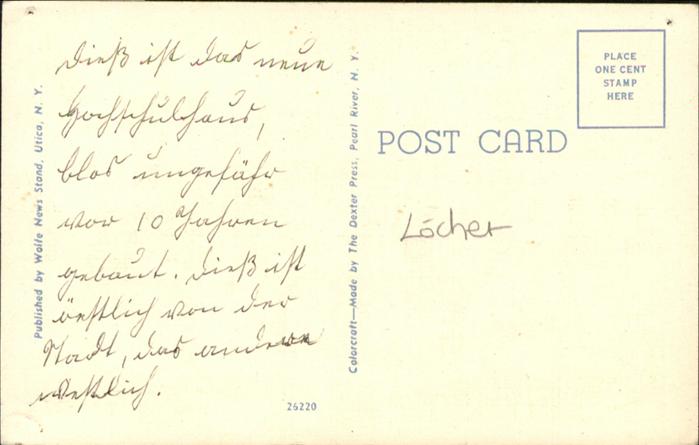 Dieß ist das neue
Hochschulhaus,
blos ungefähr
vor 10 Jahren
gebaut. Dieß ist
östlich von der
Stadt, das andere
westlich.
Published by Wolfe News Stand, Utica, N. Y.
Colorcraft—Made by The Dexter Press, Pearl River, N. Y.
26220
PLACE
ONE CENT
STAMP
HERE
POST CARD
Löcher